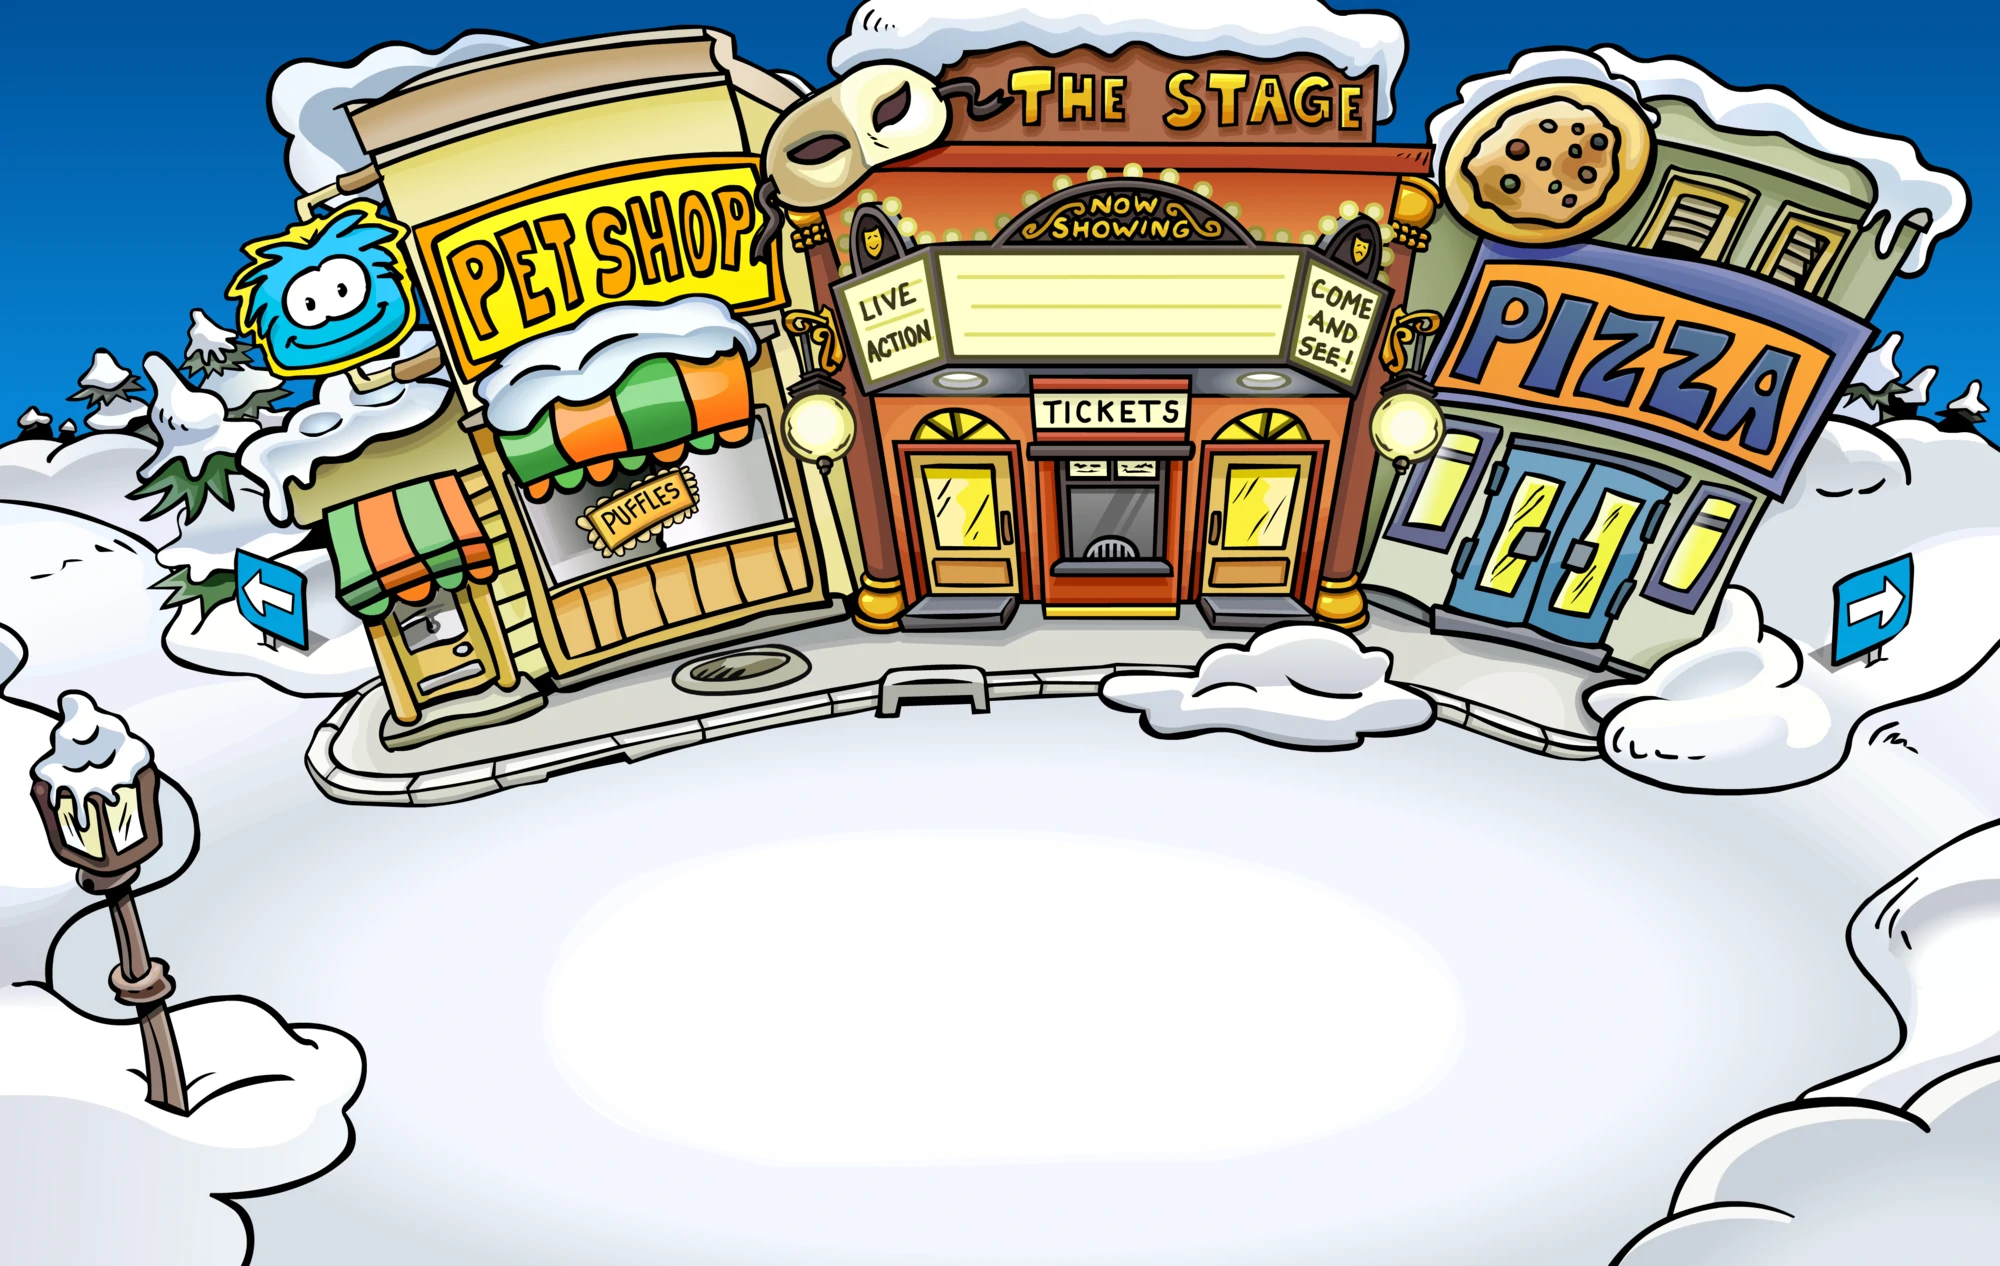 THE STAGE
PET SHOP
NOW
SHOWING
LIVE
ACTION
COME
AND
SEE!
PIZZA
TICKETS
PUFFLES